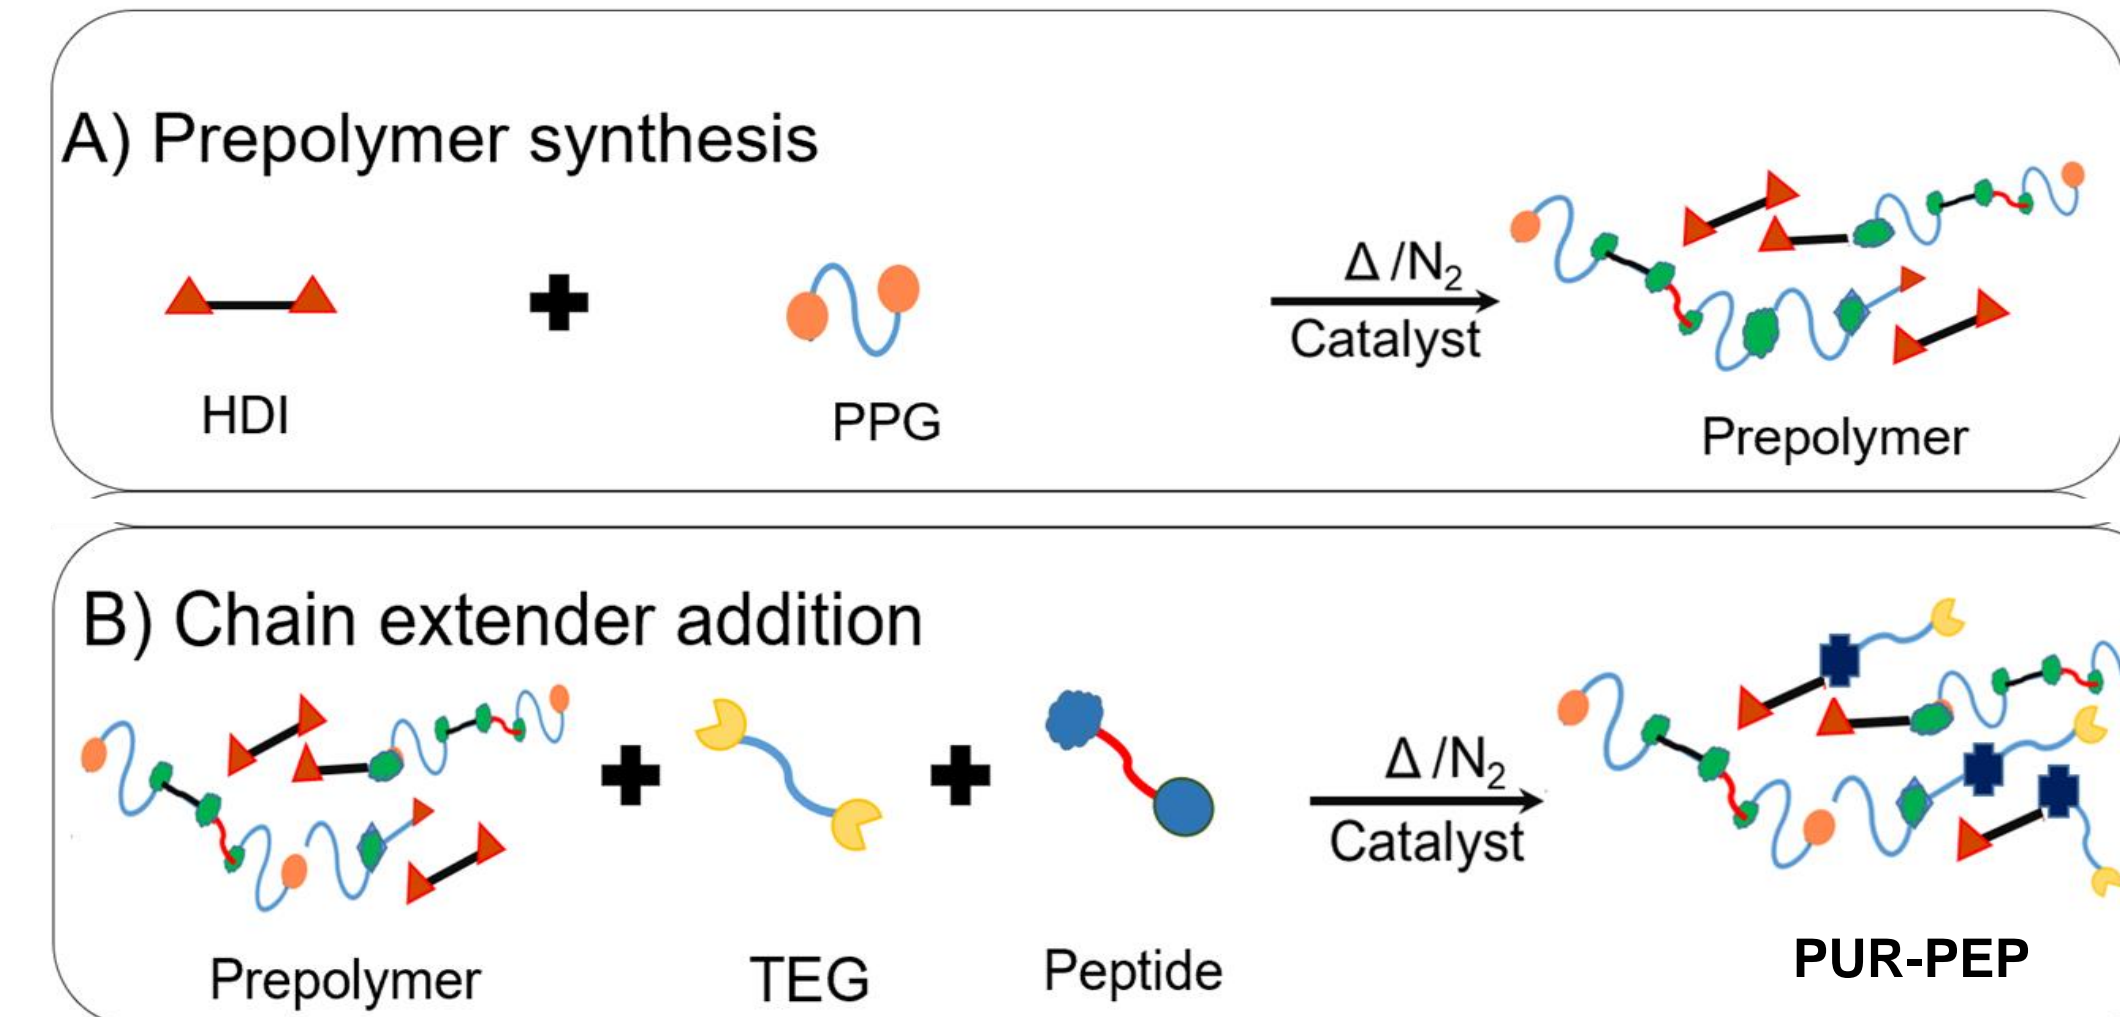 A) Prepolymer synthesis
Δ /N₂
Catalyst
HDI
PPG
Prepolymer
B) Chain extender addition
Δ /N₂
Catalyst
Prepolymer
TEG
Peptide
PUR-PEP